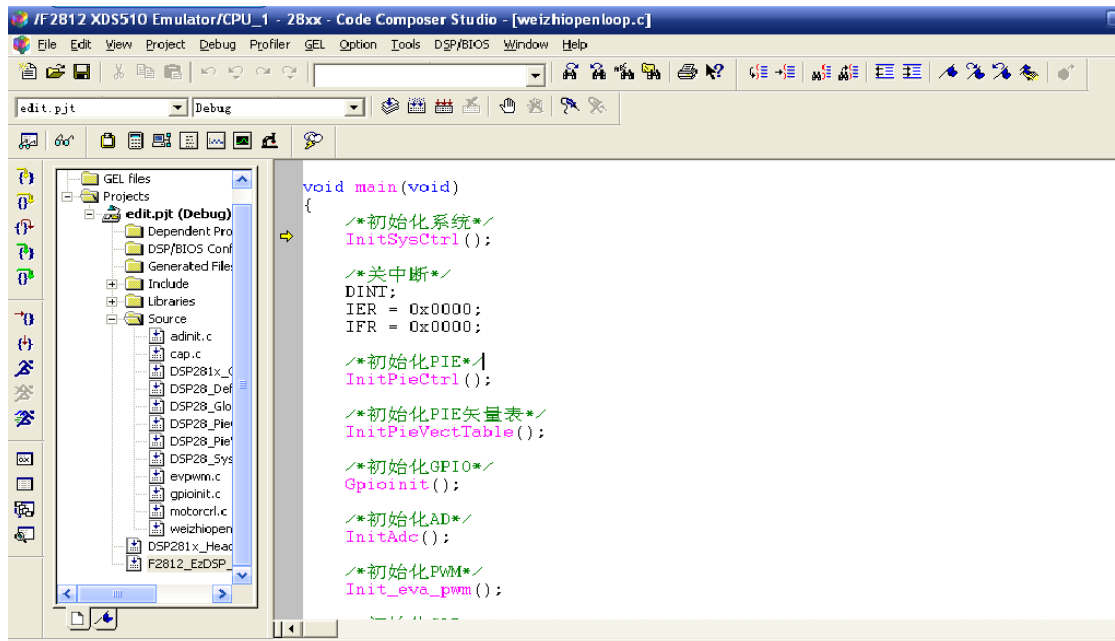 /F2812 XDS510 Emulator/CPU_1 - 28xx - Code Composer Studio - [weizhiopenloop.c]
File Edit View Project Debug Profiler GEL Option Tools DSP/BIOS Window Help
edit.pjt Debug
GEL files
Projects
edit.pjt (Debug)
Dependent Pro
DSP/BIOS Conf
Generated Files
Include
Libraries
Source
adinit.c
cap.c
DSP281x_G
DSP28_Def
DSP28_Glo
DSP28_Pie
DSP28_Pie
DSP28_Sys
evpwm.c
gpioinit.c
motorcrl.c
weizhiopen
DSP281x_Head
F2812_EzDSP_
void main(void)
{
/*初始化系统*/
InitSysCtrl();
/*关中断*/
DINT;
IER = 0x0000;
IFR = 0x0000;
/*初始化PIE*/
InitPieCtrl();
/*初始化PIE矢量表*/
InitPieVectTable();
/*初始化GPIO*/
Gpioinit();
/*初始化AD*/
InitAdc();
/*初始化PWM*/
Init_eva_pwm();